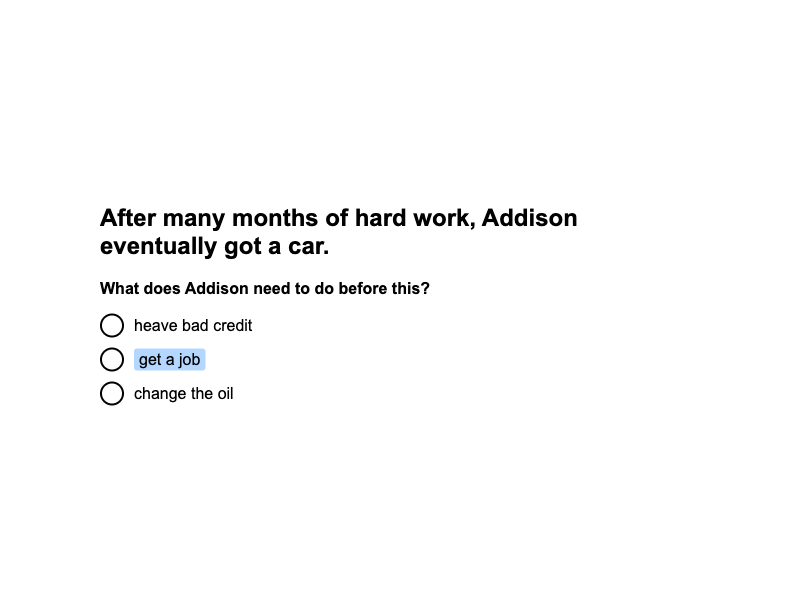 After many months of hard work, Addison
eventually got a car.
What does Addison need to do before this?
heave bad credit
get a job
change the oil